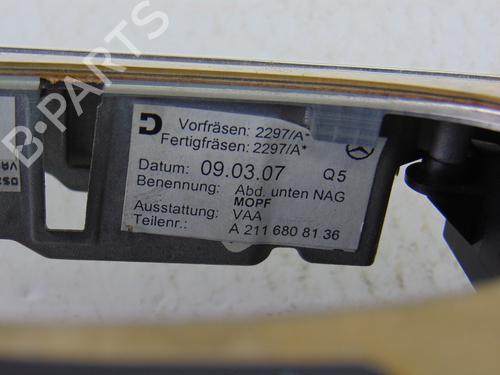 Vorfräsen: 2297/A*
Fertigfräsen: 2297/A*
Datum: 09.03.07 Q5
Benennung: Abd. unten NAG
MOPF
Ausstattung: VAA
Teilenr.: A 211 680 81 36
B-PARTS